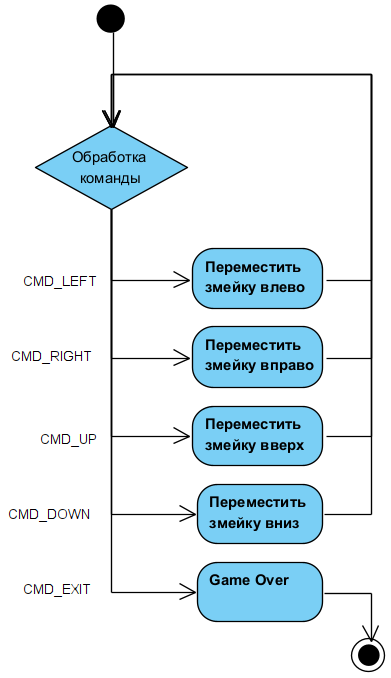 Обработка
команды
CMD_LEFT
Переместить
змейку влево
CMD_RIGHT
Переместить
змейку вправо
CMD_UP
Переместить
змейку вверх
CMD_DOWN
Переместить
змейку вниз
CMD_EXIT
Game Over